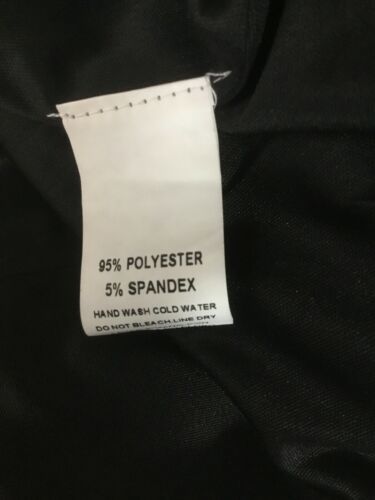 95% POLYESTER
5% SPANDEX
HAND WASH COLD WATER
DO NOT BLEACH.LINE DRY